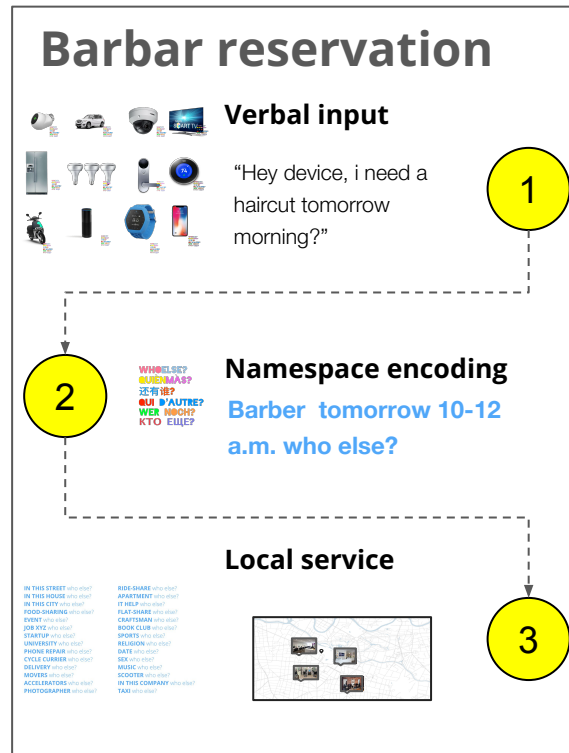 Barbar reservation
Verbal input
“Hey device, i need a
haircut tomorrow
morning?”
1
2
WHOELSE?
QUIÉNMÁS?
还有谁?
QUI D'AUTRE?
WER NOCH?
КТО ЕЩЕ?
Namespace encoding
Barber tomorrow 10-12
a.m. who else?
Local service
IN THIS STREET who else?
IN THIS HOUSE who else?
IN THIS CITY who else?
FOOD-SHARING who else?
EVENT who else?
JOB XYZ who else?
STARTUP who else?
UNIVERSITY who else?
PHONE REPAIR who else?
CYCLE CURRIER who else?
DELIVERY who else?
MOVERS who else?
ACCELERATORS who else?
PHOTOGRAPHER who else?
RIDE-SHARE who else?
APARTMENT who else?
IT HELP who else?
FLAT-SHARE who else?
CRAFTSMAN who else?
BOOK CLUB who else?
SPORTS who else?
RELIGION who else?
DATE who else?
SEX who else?
MUSIC who else?
SCOOTER who else?
IN THIS COMPANY who else?
TAXI who else?
3